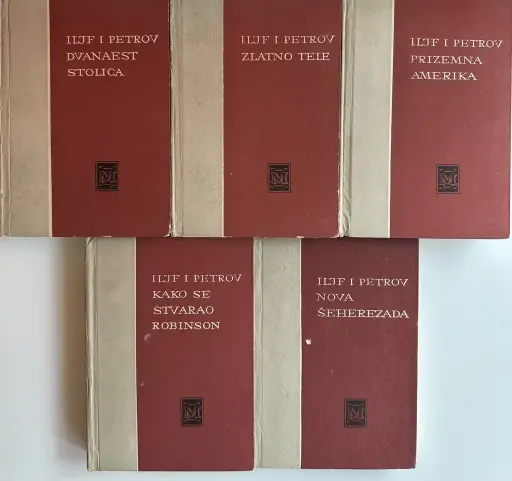 ILJF I PETROV
DVANAEST
STOLICA
ILJF I PETROV
ZLATNO TELE
ILJF I PETROV
PRIZEMNA
AMERIKA
ILJF I PETROV
KAKO SE
STVARAO
ROBINSON
ILJF I PETROV
NOVA
ŠEHEREZADA